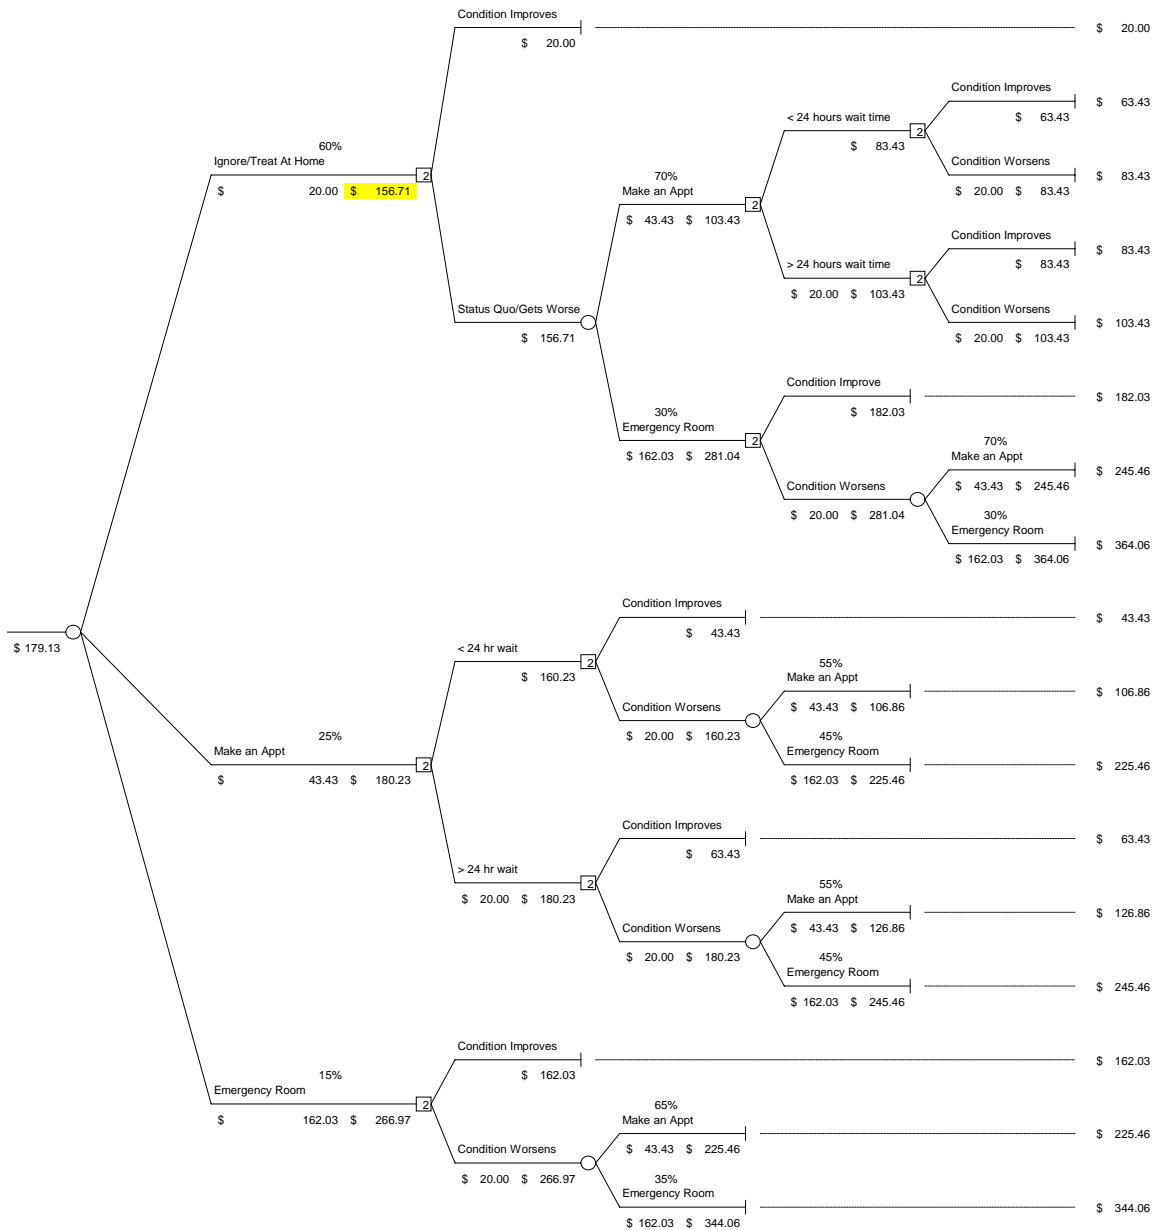 Condition Improves
$ 20.00 $ 20.00
Condition Improves
$ 63.43
< 24 hours wait time $ 63.43
2
60% $ 83.43
Ignore/Treat At Home Condition Worsens
2 70% $ 83.43
$ 20.00 $ 156.71 Make an Appt $ 20.00 $ 83.43
2
$ 43.43 $ 103.43 Condition Improves
$ 83.43
> 24 hours wait time $ 83.43
2
$ 20.00 $ 103.43
Status Quo/Gets Worse Condition Worsens
$ 103.43
$ 156.71 $ 20.00 $ 103.43
Condition Improve
$ 182.03
30% $ 182.03
Emergency Room
2 70%
$ 162.03 $ 281.04 Make an Appt
$ 245.46
Condition Worsens $ 43.43 $ 245.46
$ 20.00 $ 281.04 30%
Emergency Room
$ 364.06
$ 162.03 $ 364.06
Condition Improves
$ 43.43
$ 179.13 $ 43.43
< 24 hr wait
2 55%
$ 160.23 Make an Appt
$ 106.86
Condition Worsens $ 43.43 $ 106.86
25% $ 20.00 $ 160.23 45%
Make an Appt Emergency Room
2 $ 225.46
$ 43.43 $ 180.23 $ 162.03 $ 225.46
Condition Improves
$ 63.43
> 24 hr wait $ 63.43
2 55%
$ 20.00 $ 180.23 Make an Appt
$ 126.86
Condition Worsens $ 43.43 $ 126.86
$ 20.00 $ 180.23 45%
Emergency Room
$ 245.46
$ 162.03 $ 245.46
Condition Improves
$ 162.03
15% $ 162.03
Emergency Room
2 65%
$ 162.03 $ 266.97 Make an Appt
$ 225.46
Condition Worsens $ 43.43 $ 225.46
$ 20.00 $ 266.97 35%
Emergency Room
$ 344.06
$ 162.03 $ 344.06